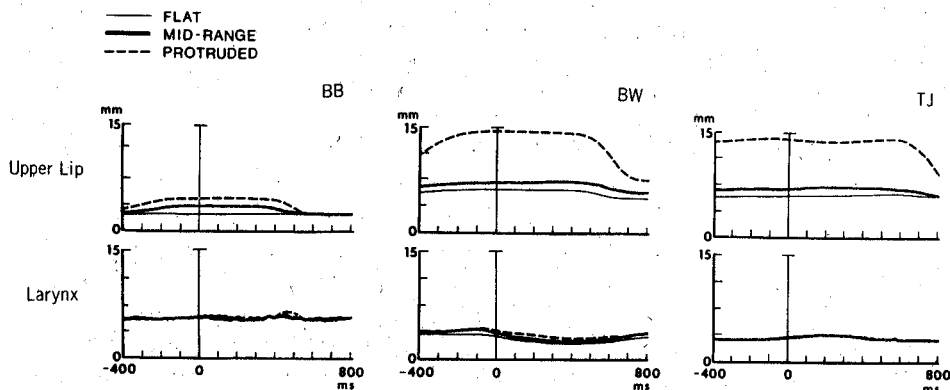 FLAT
MID-RANGE
PROTRUDED
BB
BW
TJ
mm
mm
mm
15
15
15
Upper Lip
0
0
0
15
15
15
Larynx
0
0
0
-400 0 800
-400 0 800
-400 0 800
ms
ms
ms